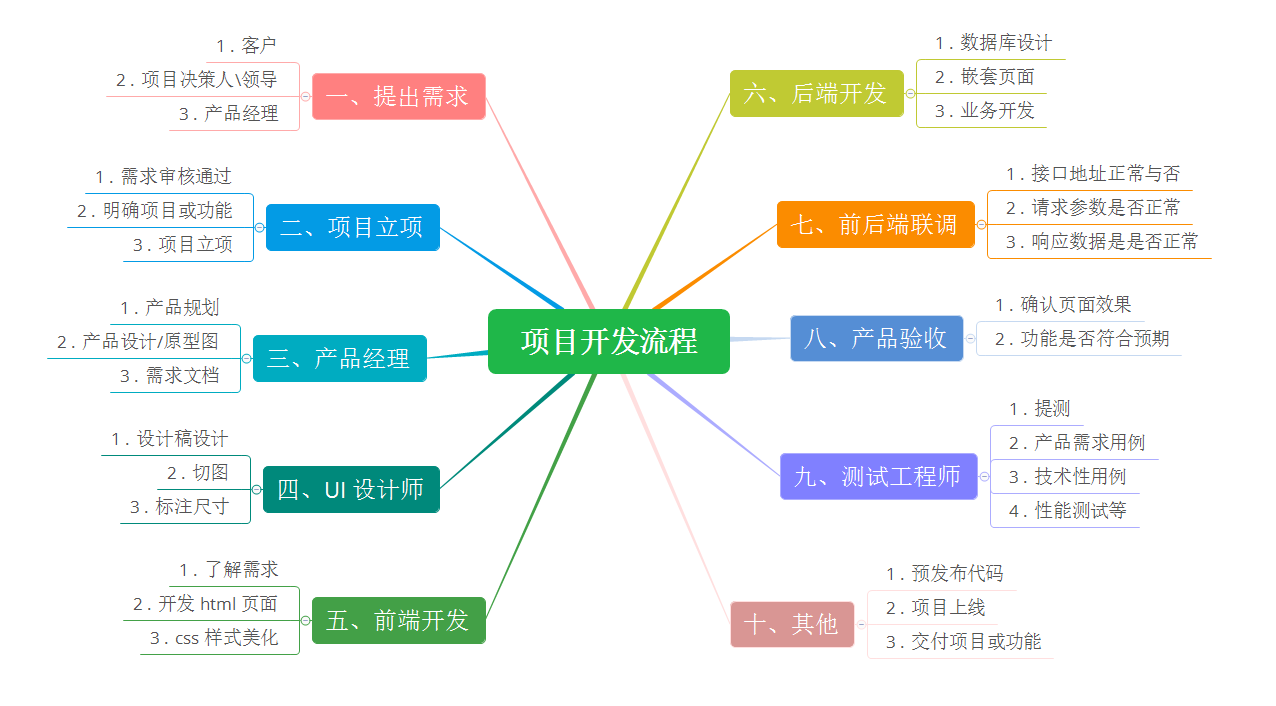 项目开发流程
一、提出需求
1 . 客户
2 . 项目决策人\领导
3 . 产品经理
二、项目立项
1 . 需求审核通过
2 . 明确项目或功能
3 . 项目立项
三、产品经理
1 . 产品规划
2 . 产品设计/原型图
3 . 需求文档
四、UI 设计师
1 . 设计稿设计
2 . 切图
3 . 标注尺寸
五、前端开发
1 . 了解需求
2 . 开发 html 页面
3 . css 样式美化
六、后端开发
1 . 数据库设计
2 . 嵌套页面
3 . 业务开发
七、前后端联调
1 . 接口地址正常与否
2 . 请求参数是否正常
3 . 响应数据是是否正常
八、产品验收
1 . 确认页面效果
2 . 功能是否符合预期
九、测试工程师
1 . 提测
2 . 产品需求用例
3 . 技术性用例
4 . 性能测试等
十、其他
1 . 预发布代码
2 . 项目上线
3 . 交付项目或功能